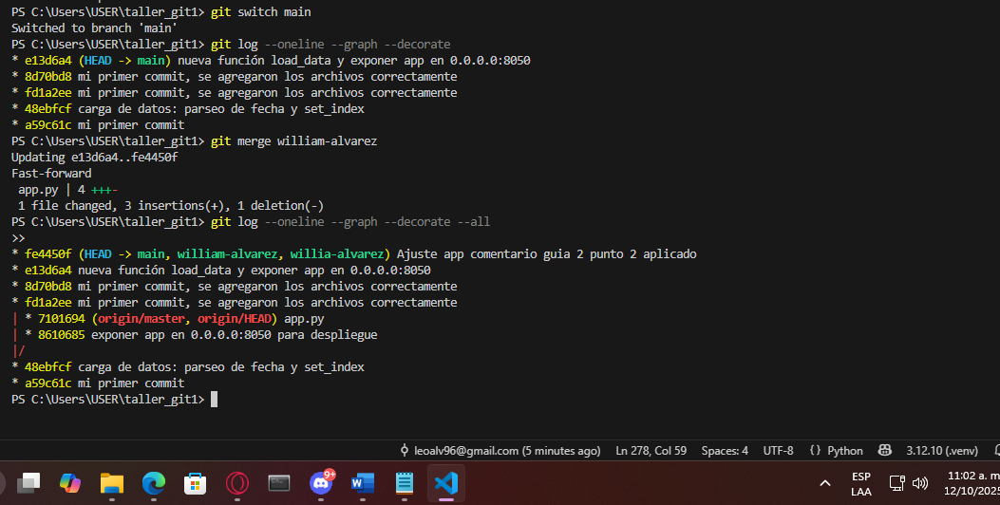 PS C:\Users\USER\taller_git1> git switch main
Switched to branch 'main'
PS C:\Users\USER\taller_git1> git log --oneline --graph --decorate
* e13d6a4 (HEAD -> main) nueva función load_data y exponer app en 0.0.0.0:8050
* 8d70bd8 mi primer commit, se agregaron los archivos correctamente
* fd1a2ee mi primer commit, se agregaron los archivos correctamente
* 48ebfcf carga de datos: parseo de fecha y set_index
* a59c61c mi primer commit
PS C:\Users\USER\taller_git1> git merge william-alvarez
Updating e13d6a4..fe4450f
Fast-forward
 app.py | 4 +++-
 1 file changed, 3 insertions(+), 1 deletion(-)
PS C:\Users\USER\taller_git1> git log --oneline --graph --decorate --all
>>
* fe4450f (HEAD -> main, william-alvarez, willia-alvarez) Ajuste app comentario guia 2 punto 2 aplicado
* e13d6a4 nueva función load_data y exponer app en 0.0.0.0:8050
* 8d70bd8 mi primer commit, se agregaron los archivos correctamente
* fd1a2ee mi primer commit, se agregaron los archivos correctamente
| * 7101694 (origin/master, origin/HEAD) app.py
| * 8610685 exponer app en 0.0.0.0:8050 para despliegue
|/
* 48ebfcf carga de datos: parseo de fecha y set_index
* a59c61c mi primer commit
PS C:\Users\USER\taller_git1>
leoalv96@gmail.com (5 minutes ago) Ln 278, Col 59 Spaces: 4 UTF-8 {} Python 3.12.10 (.venv)
9+
ESP 11:02 a. m
LAA 12/10/2025